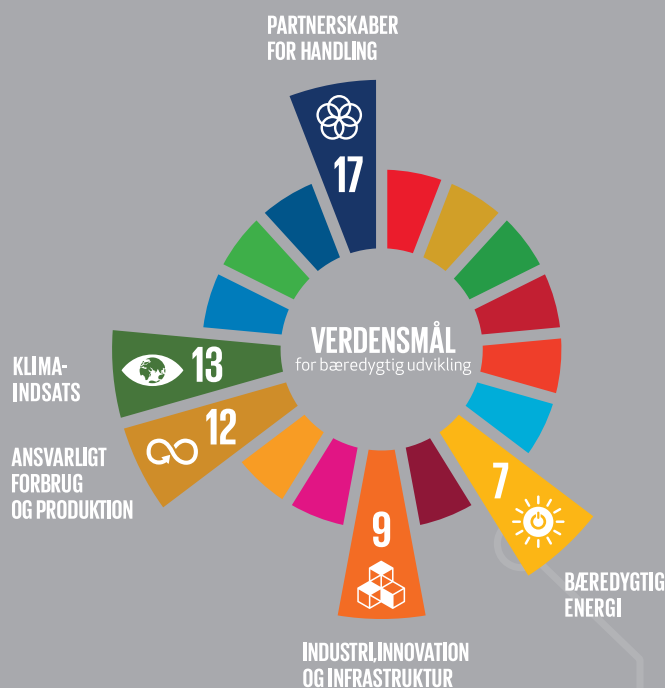 PARTNERSKABER
FOR HANDLING
17
VERDENSMÅL
for bæredygtig udvikling
KLIMA-
INDSATS
13
12
ANSVARLIGT
FORBRUG
OG PRODUKTION
7
BÆREDYGTIG
ENERGI
9
INDUSTRI,INNOVATION
OG INFRASTRUKTUR